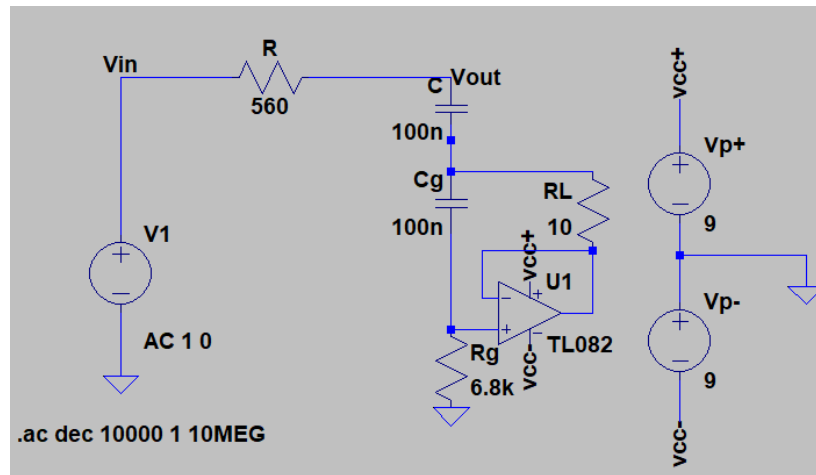 R
Vin
560
C
Vout
100n
Cg
100n
RL
10
vcc+
U1
TL082
vcc-
Rg
6.8k
V1
AC 1 0
vcc+
Vp+
9
Vp-
9
vcc-
.ac dec 10000 1 10MEG